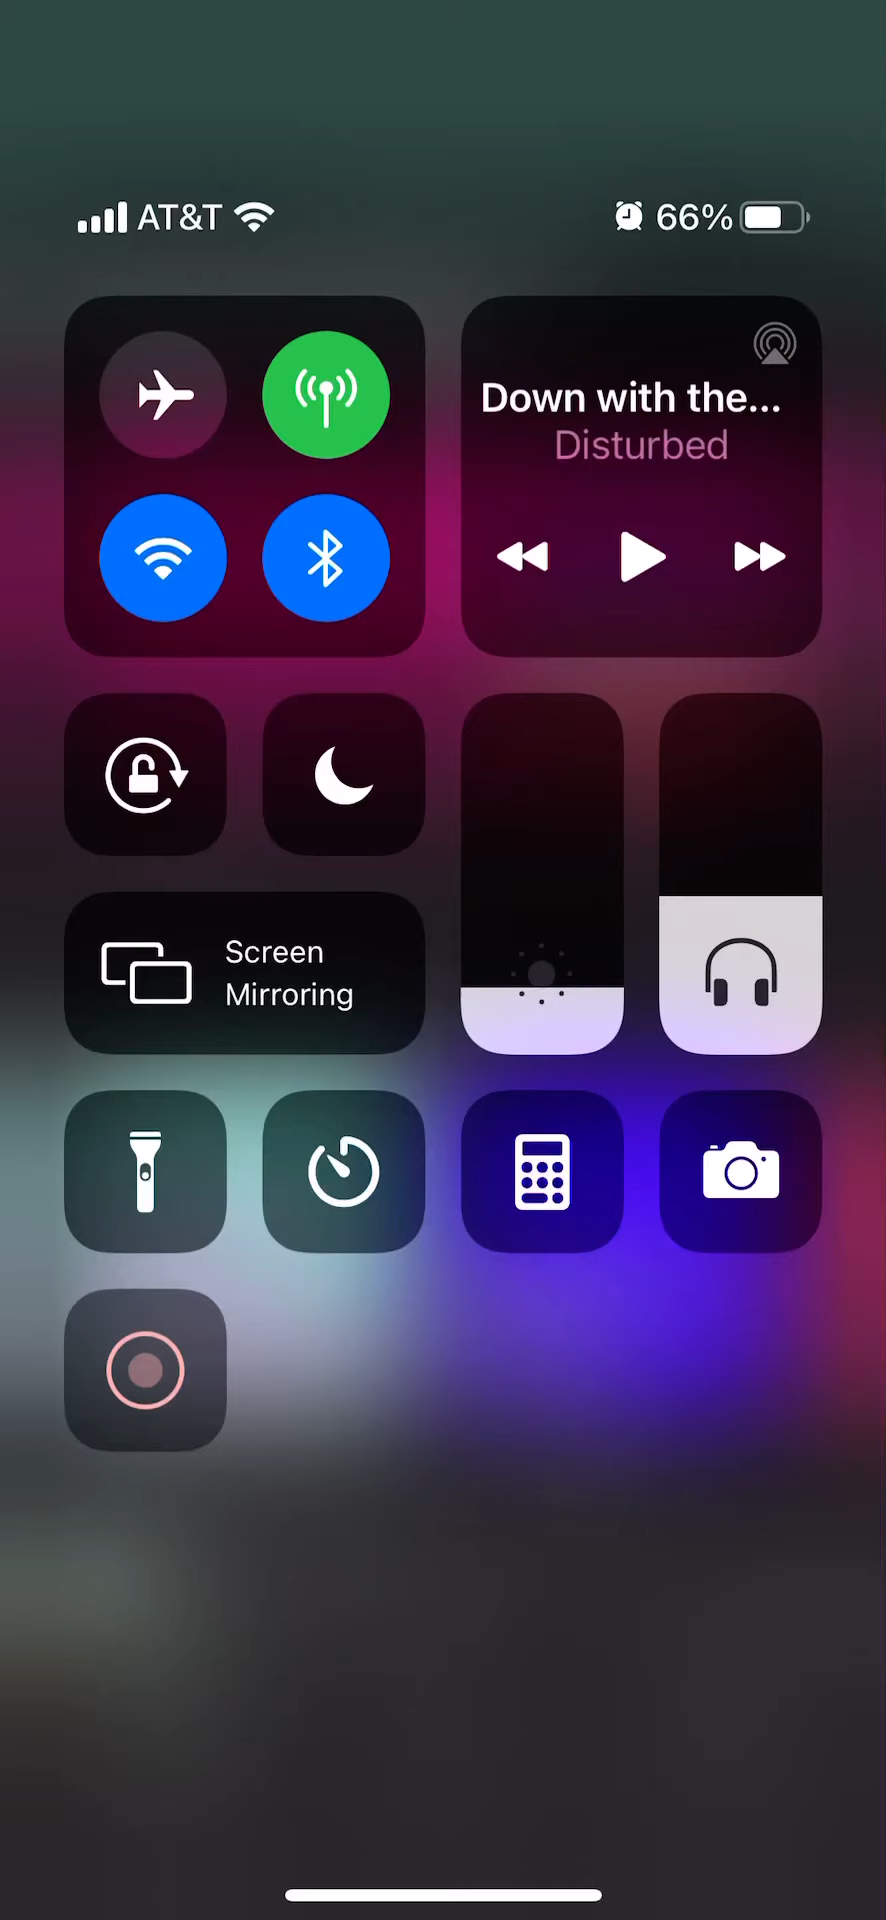 AT&T 66%
Down with the...
Disturbed
Screen
Mirroring